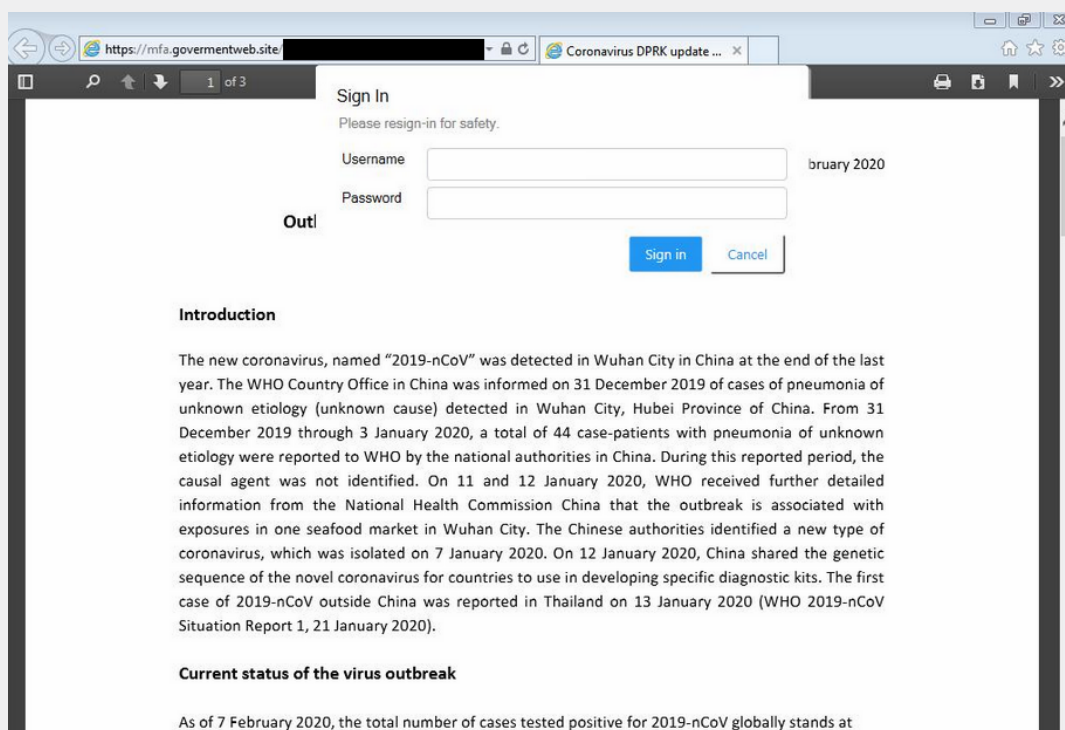 https://mfa.govermentweb.site/
Coronavirus DPRK update ...
1 of 3
Sign In
Please resign-in for safety.
Username
bruary 2020
Password
Outl
Sign in
Cancel
Introduction
The new coronavirus, named “2019-nCoV” was detected in Wuhan City in China at the end of the last
year. The WHO Country Office in China was informed on 31 December 2019 of cases of pneumonia of
unknown etiology (unknown cause) detected in Wuhan City, Hubei Province of China. From 31
December 2019 through 3 January 2020, a total of 44 case-patients with pneumonia of unknown
etiology were reported to WHO by the national authorities in China. During this reported period, the
causal agent was not identified. On 11 and 12 January 2020, WHO received further detailed
information from the National Health Commission China that the outbreak is associated with
exposures in one seafood market in Wuhan City. The Chinese authorities identified a new type of
coronavirus, which was isolated on 7 January 2020. On 12 January 2020, China shared the genetic
sequence of the novel coronavirus for countries to use in developing specific diagnostic kits. The first
case of 2019-nCoV outside China was reported in Thailand on 13 January 2020 (WHO 2019-nCoV
Situation Report 1, 21 January 2020).
Current status of the virus outbreak
As of 7 February 2020, the total number of cases tested positive for 2019-nCoV globally stands at